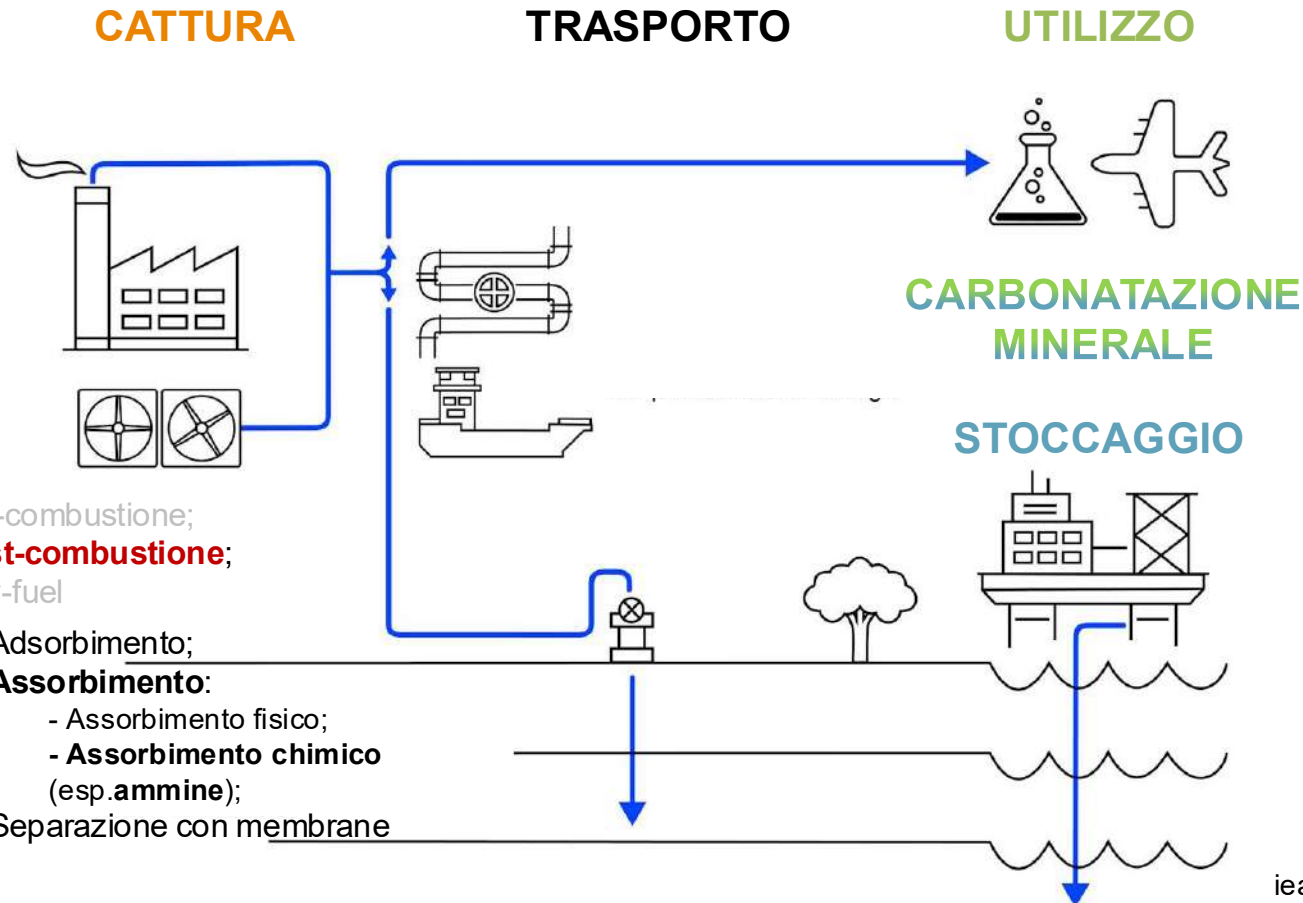 CATTURA
TRASPORTO
UTILIZZO
CARBONATAZIONE
MINERALE
STOCCAGGIO
-combustione;
st-combustione;
-fuel
Adsorbimento;
Assorbimento:
- Assorbimento fisico;
- Assorbimento chimico
(esp.ammine);
Separazione con membrane
iea